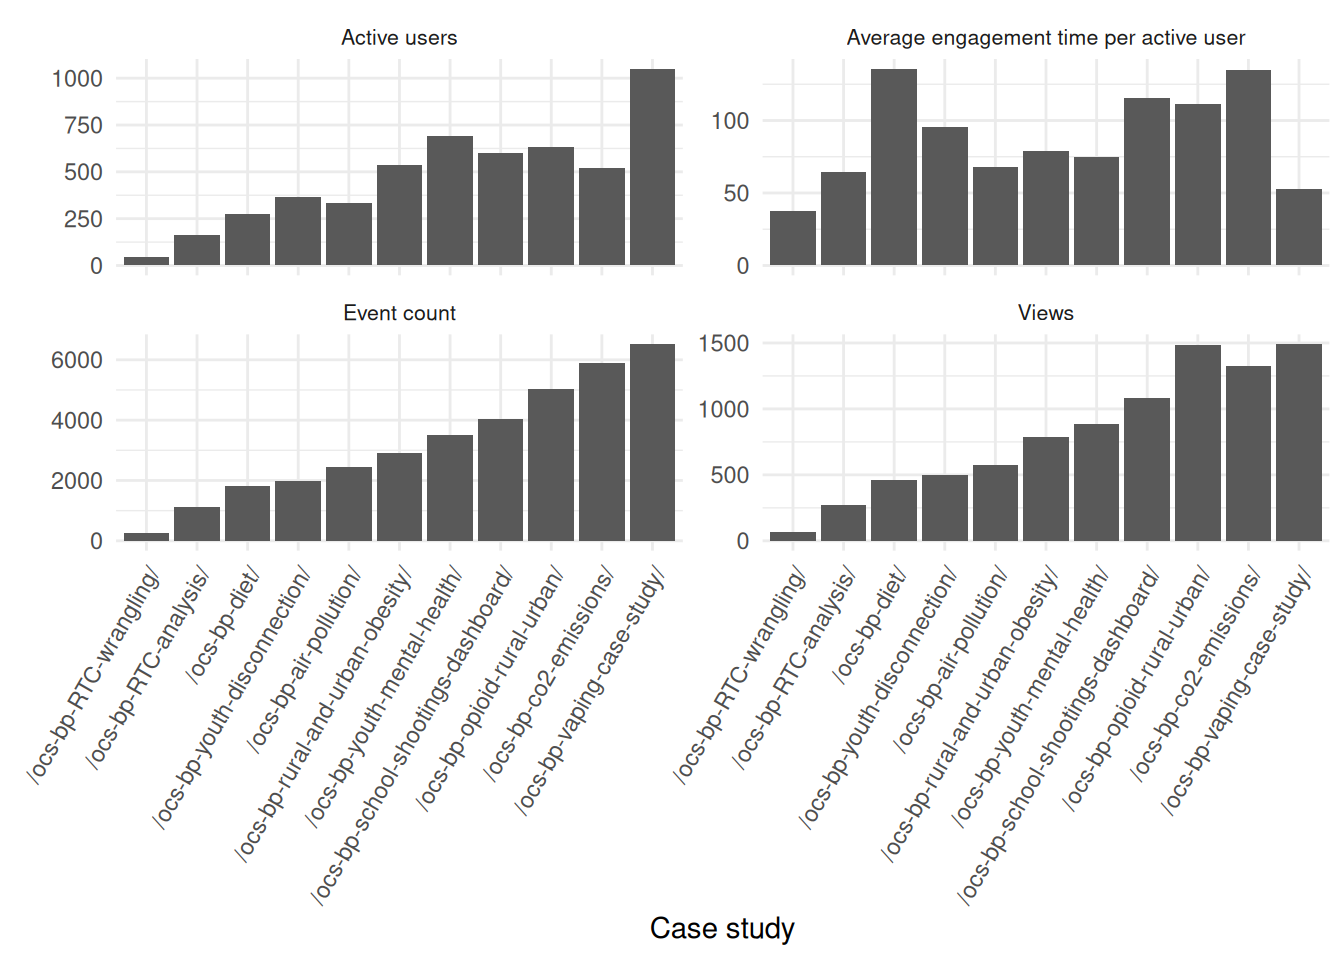 Active users
Average engagement time per active user
1000
750
500
250
0
100
50
0
Event count
Views
6000
4000
2000
0
1500
1000
500
0
/ocs-bp-RTC-wrangling/
/ocs-bp-RTC-analysis/
/ocs-bp-diet/
/ocs-bp-youth-disconnection/
/ocs-bp-air-pollution/
/ocs-bp-rural-and-urban-obesity/
/ocs-bp-youth-mental-health/
/ocs-bp-school-shootings-dashboard/
/ocs-bp-opioid-rural-urban/
/ocs-bp-co2-emissions/
/ocs-bp-vaping-case-study/
/ocs-bp-RTC-wrangling/
/ocs-bp-RTC-analysis/
/ocs-bp-diet/
/ocs-bp-youth-disconnection/
/ocs-bp-air-pollution/
/ocs-bp-rural-and-urban-obesity/
/ocs-bp-youth-mental-health/
/ocs-bp-school-shootings-dashboard/
/ocs-bp-opioid-rural-urban/
/ocs-bp-co2-emissions/
/ocs-bp-vaping-case-study/
Case study